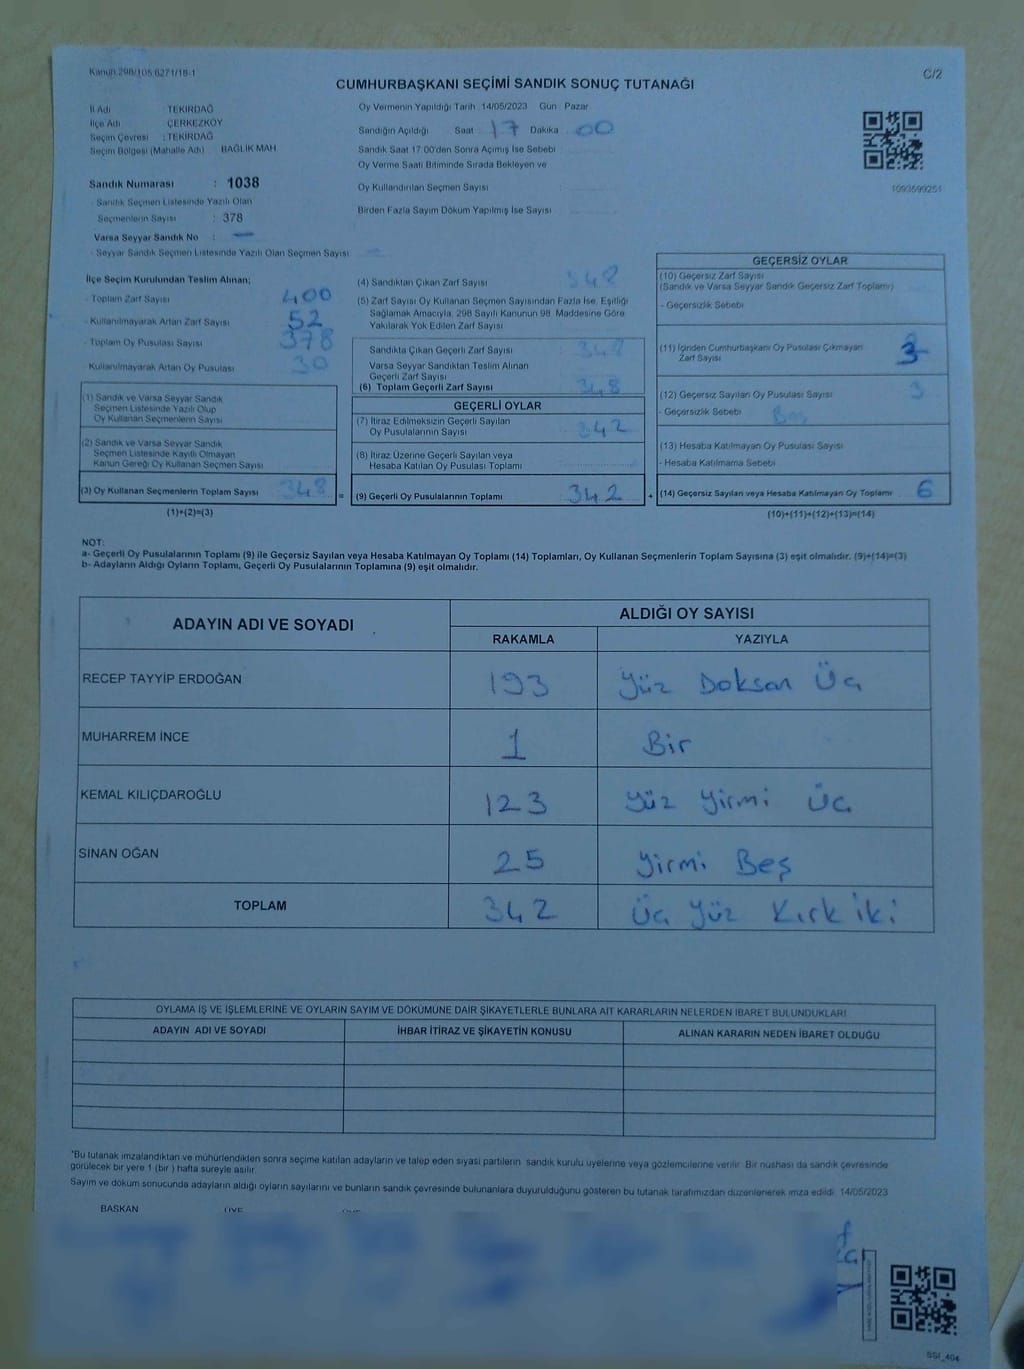 Kanun 298/105,6271/18-1
C/2
CUMHURBAŞKANI SEÇİMİ SANDIK SONUÇ TUTANAĞI
İl Adı TEKİRDAĞ
İlçe Adı : ÇERKEZKÖY
Seçim Çevresi : TEKİRDAĞ
Seçim Bölgesi (Mahalle Adı) BAĞLIK MAH.
Sandık Numarası : 1038
- Sandık Seçmen Listesinde Yazılı Olan
Seçmenlerin Sayısı : 378
Varsa Seyyar Sandık No : —
- Seyyar Sandık Seçmen Listesinde Yazılı Olan Seçmen Sayısı
Oy Vermenin Yapıldığı Tarih 14/05/2023 Gün Pazar
Sandığın Açıldığı Saat 17 Dakika 00
Sandık Saat 17:00'den Sonra Açılmış İse Sebebi
Oy Verme Saati Bitiminde Sırada Bekleyen ve
Oy Kullandırılan Seçmen Sayısı
Birden Fazla Sayım Döküm Yapılmış İse Sayısı
1093599251
İlçe Seçim Kurulundan Teslim Alınan;
- Toplam Zarf Sayısı 400
- Kullanılmayarak Artan Zarf Sayısı 52
- Toplam Oy Pusulası Sayısı 378
- Kullanılmayarak Artan Oy Pusulası 30
(1) Sandık ve Varsa Seyyar Sandık
Seçmen Listesinde Yazılı Olup
Oy Kullanan Seçmenlerin Sayısı
(2) Sandık ve Varsa Seyyar Sandık
Seçmen Listesinde Kayıtlı Olmayan
Kanun Gereği Oy Kullanan Seçmen Sayısı
(3) Oy Kullanan Seçmenlerin Toplam Sayısı 348
(1)+(2)=(3)
(4) Sandıktan Çıkan Zarf Sayısı 348
(5) Zarf Sayısı Oy Kullanan Seçmen Sayısından Fazla İse, Eşitliği
Sağlamak Amacıyla, 298 Sayılı Kanunun 98. Maddesine Göre
Yakılarak Yok Edilen Zarf Sayısı
Sandıkta Çıkan Geçerli Zarf Sayısı 348
Varsa Seyyar Sandıktan Teslim Alınan
Geçerli Zarf Sayısı
(6) Toplam Geçerli Zarf Sayısı 348
GEÇERLİ OYLAR
(7) İtiraz Edilmeksizin Geçerli Sayılan
Oy Pusulalarının Sayısı 342
(8) İtiraz Üzerine Geçerli Sayılan veya
Hesaba Katılan Oy Pusulası Toplamı
= (9) Geçerli Oy Pusulalarının Toplamı 342 +
GEÇERSİZ OYLAR
(10) Geçersiz Zarf Sayısı
(Sandık ve Varsa Seyyar Sandık Geçersiz Zarf Toplamı)
- Geçersizlik Sebebi
(11) İçinden Cumhurbaşkanı Oy Pusulası Çıkmayan
Zarf Sayısı 3
(12) Geçersiz Sayılan Oy Pusulası Sayısı 3
- Geçersizlik Sebebi Boş
(13) Hesaba Katılmayan Oy Pusulası Sayısı
- Hesaba Katılmama Sebebi
(14) Geçersiz Sayılan veya Hesaba Katılmayan Oy Toplamı 6
(10)+(11)+(12)+(13)=(14)
NOT:
a- Geçerli Oy Pusulalarının Toplamı (9) ile Geçersiz Sayılan veya Hesaba Katılmayan Oy Toplamı (14) Toplamları, Oy Kullanan Seçmenlerin Toplam Sayısına (3) eşit olmalıdır. (9)+(14)=(3)
b- Adayların Aldığı Oyların Toplamı, Geçerli Oy Pusulalarının Toplamına (9) eşit olmalıdır.
ADAYIN ADI VE SOYADI ALDIĞI OY SAYISI
RAKAMLA YAZIYLA
RECEP TAYYİP ERDOĞAN 193 Yüz Doksan Üç
MUHARREM İNCE 1 Bir
KEMAL KILIÇDAROĞLU 123 Yüz Yirmi Üç
SİNAN OĞAN 25 Yirmi Beş
TOPLAM 342 Üç Yüz Kırk iki
OYLAMA İŞ VE İŞLEMLERİNE VE OYLARIN SAYIM VE DÖKÜMÜNE DAİR ŞİKAYETLERLE BUNLARA AİT KARARLARIN NELERDEN İBARET BULUNDUKLARI
ADAYIN ADI VE SOYADI İHBAR İTİRAZ VE ŞİKAYETİN KONUSU ALINAN KARARIN NEDEN İBARET OLDUĞU
*Bu tutanak imzalandıktan ve mühürlendikten sonra seçime katılan adayların ve talep eden siyasi partilerin sandık kurulu üyelerine veya gözlemcilerine verilir. Bir nüshası da sandık çevresinde
görülecek bir yere 1 (bir) hafta süreyle asılır.
Sayım ve döküm sonucunda adayların aldığı oyların sayılarını ve bunların sandık çevresinde bulunanlara duyurulduğunu gösteren bu tutanak tarafımızdan düzenlenerek imza edildi. 14/05/2023
BAŞKAN ÜYE
SSI_404